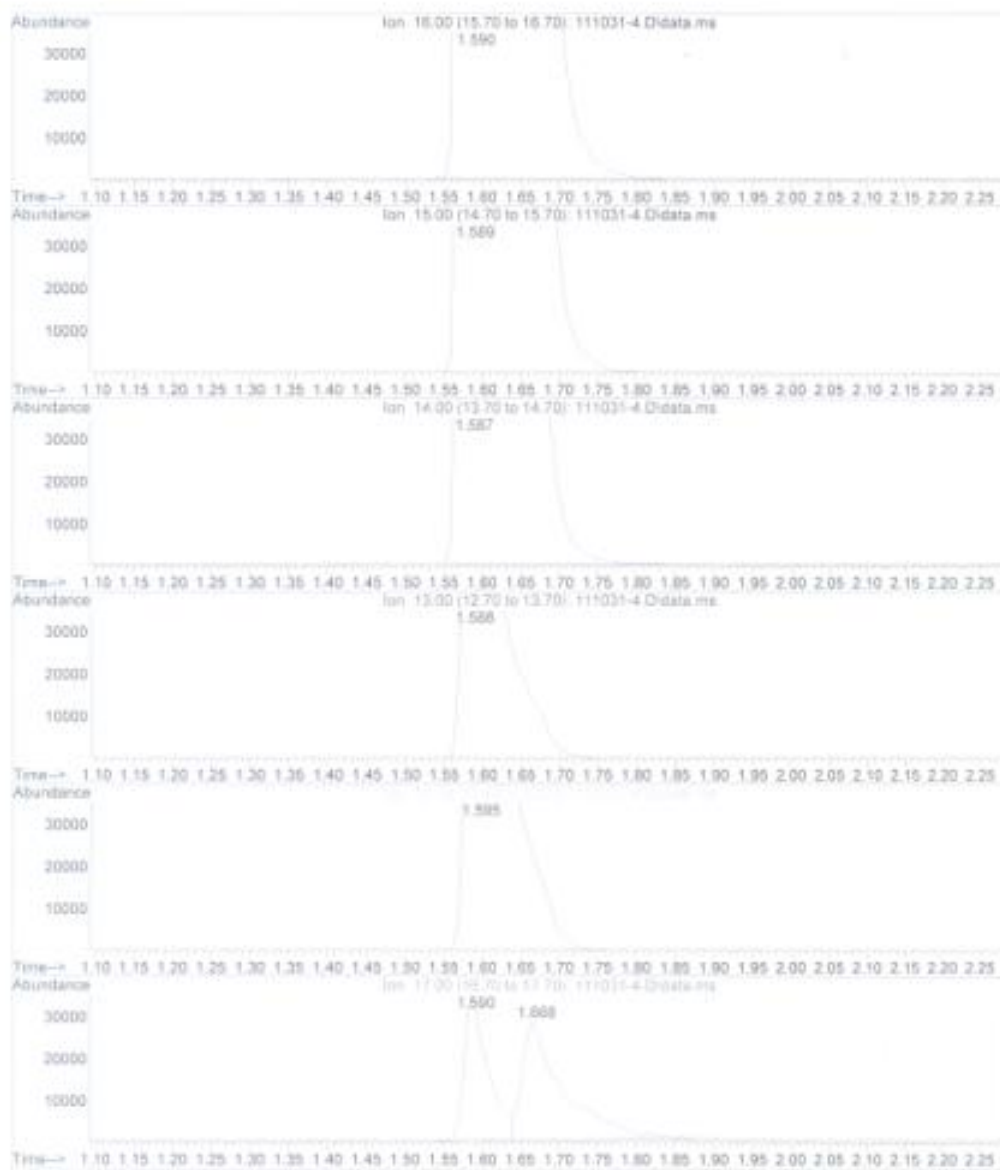 Abundance
Ion 16.00 (15.70 to 16.70): 111031-4.D\data.ms
1.590
30000
20000
10000
Time--> 1.10 1.15 1.20 1.25 1.30 1.35 1.40 1.45 1.50 1.55 1.60 1.65 1.70 1.75 1.80 1.85 1.90 1.95 2.00 2.05 2.10 2.15 2.20 2.25
Abundance
Ion 15.00 (14.70 to 15.70): 111031-4.D\data.ms
1.589
30000
20000
10000
Time--> 1.10 1.15 1.20 1.25 1.30 1.35 1.40 1.45 1.50 1.55 1.60 1.65 1.70 1.75 1.80 1.85 1.90 1.95 2.00 2.05 2.10 2.15 2.20 2.25
Abundance
Ion 14.00 (13.70 to 14.70): 111031-4.D\data.ms
1.587
30000
20000
10000
Time--> 1.10 1.15 1.20 1.25 1.30 1.35 1.40 1.45 1.50 1.55 1.60 1.65 1.70 1.75 1.80 1.85 1.90 1.95 2.00 2.05 2.10 2.15 2.20 2.25
Abundance
Ion 13.00 (12.70 to 13.70): 111031-4.D\data.ms
1.588
30000
20000
10000
Time--> 1.10 1.15 1.20 1.25 1.30 1.35 1.40 1.45 1.50 1.55 1.60 1.65 1.70 1.75 1.80 1.85 1.90 1.95 2.00 2.05 2.10 2.15 2.20 2.25
Abundance
1.595
30000
20000
10000
Time--> 1.10 1.15 1.20 1.25 1.30 1.35 1.40 1.45 1.50 1.55 1.60 1.65 1.70 1.75 1.80 1.85 1.90 1.95 2.00 2.05 2.10 2.15 2.20 2.25
Abundance
Ion 17.00 (16.70 to 17.70): 111031-4.D\data.ms
1.590
1.668
30000
20000
10000
Time--> 1.10 1.15 1.20 1.25 1.30 1.35 1.40 1.45 1.50 1.55 1.60 1.65 1.70 1.75 1.80 1.85 1.90 1.95 2.00 2.05 2.10 2.15 2.20 2.25